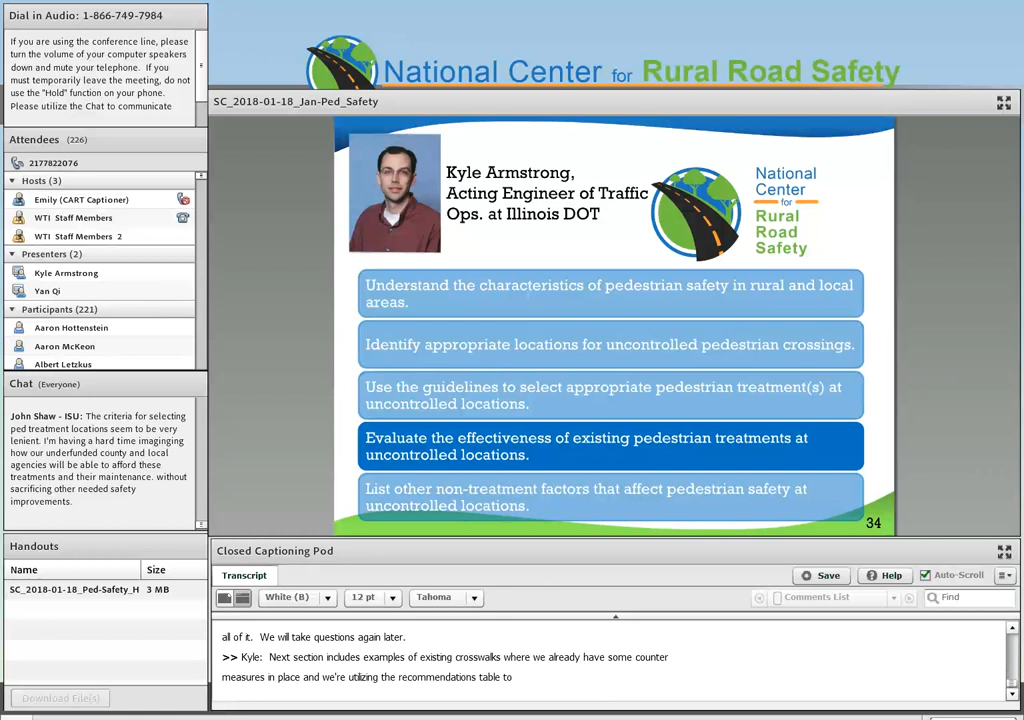 Dial in Audio: 1-866-749-7984
If you are using the conference line, please
turn the volume of your computer speakers
down and mute your telephone. If you
must temporarily leave the meeting, do not
use the "Hold" function on your phone.
Please utilize the Chat to communicate
Attendees (226)
2177822076
Hosts (3)
Emily (CART Captioner)
WTI Staff Members
WTI Staff Members 2
Presenters (2)
Kyle Armstrong
Yan Qi
Participants (221)
Aaron Hottenstein
Aaron McKeon
Albert Letzkus
Chat (Everyone)
John Shaw - ISU: The criteria for selecting
ped treatment locations seem to be very
lenient. I'm having a hard time imaginging
how our underfunded county and local
agencies will be able to afford these
treatments and their maintenance. without
sacrificing other needed safety
improvements.
Handouts
Name Size
SC_2018-01-18_Ped-Safety_H 3 MB
Download File(s)
National Center for Rural Road Safety
SC_2018-01-18_Jan-Ped_Safety
Kyle Armstrong,
Acting Engineer of Traffic
Ops. at Illinois DOT
National
Center
for
Rural
Road
Safety
Understand the characteristics of pedestrian safety in rural and local
areas.
Identify appropriate locations for uncontrolled pedestrian crossings.
Use the guidelines to select appropriate pedestrian treatment(s) at
uncontrolled locations.
Evaluate the effectiveness of existing pedestrian treatments at
uncontrolled locations.
List other non-treatment factors that affect pedestrian safety at
uncontrolled locations.
34
Closed Captioning Pod
Transcript
Save
Help
Auto-Scroll
White (B)
12 pt
Tahoma
Comments List
Find
all of it. We will take questions again later.
>> Kyle: Next section includes examples of existing crosswalks where we already have some counter
measures in place and we're utilizing the recommendations table to